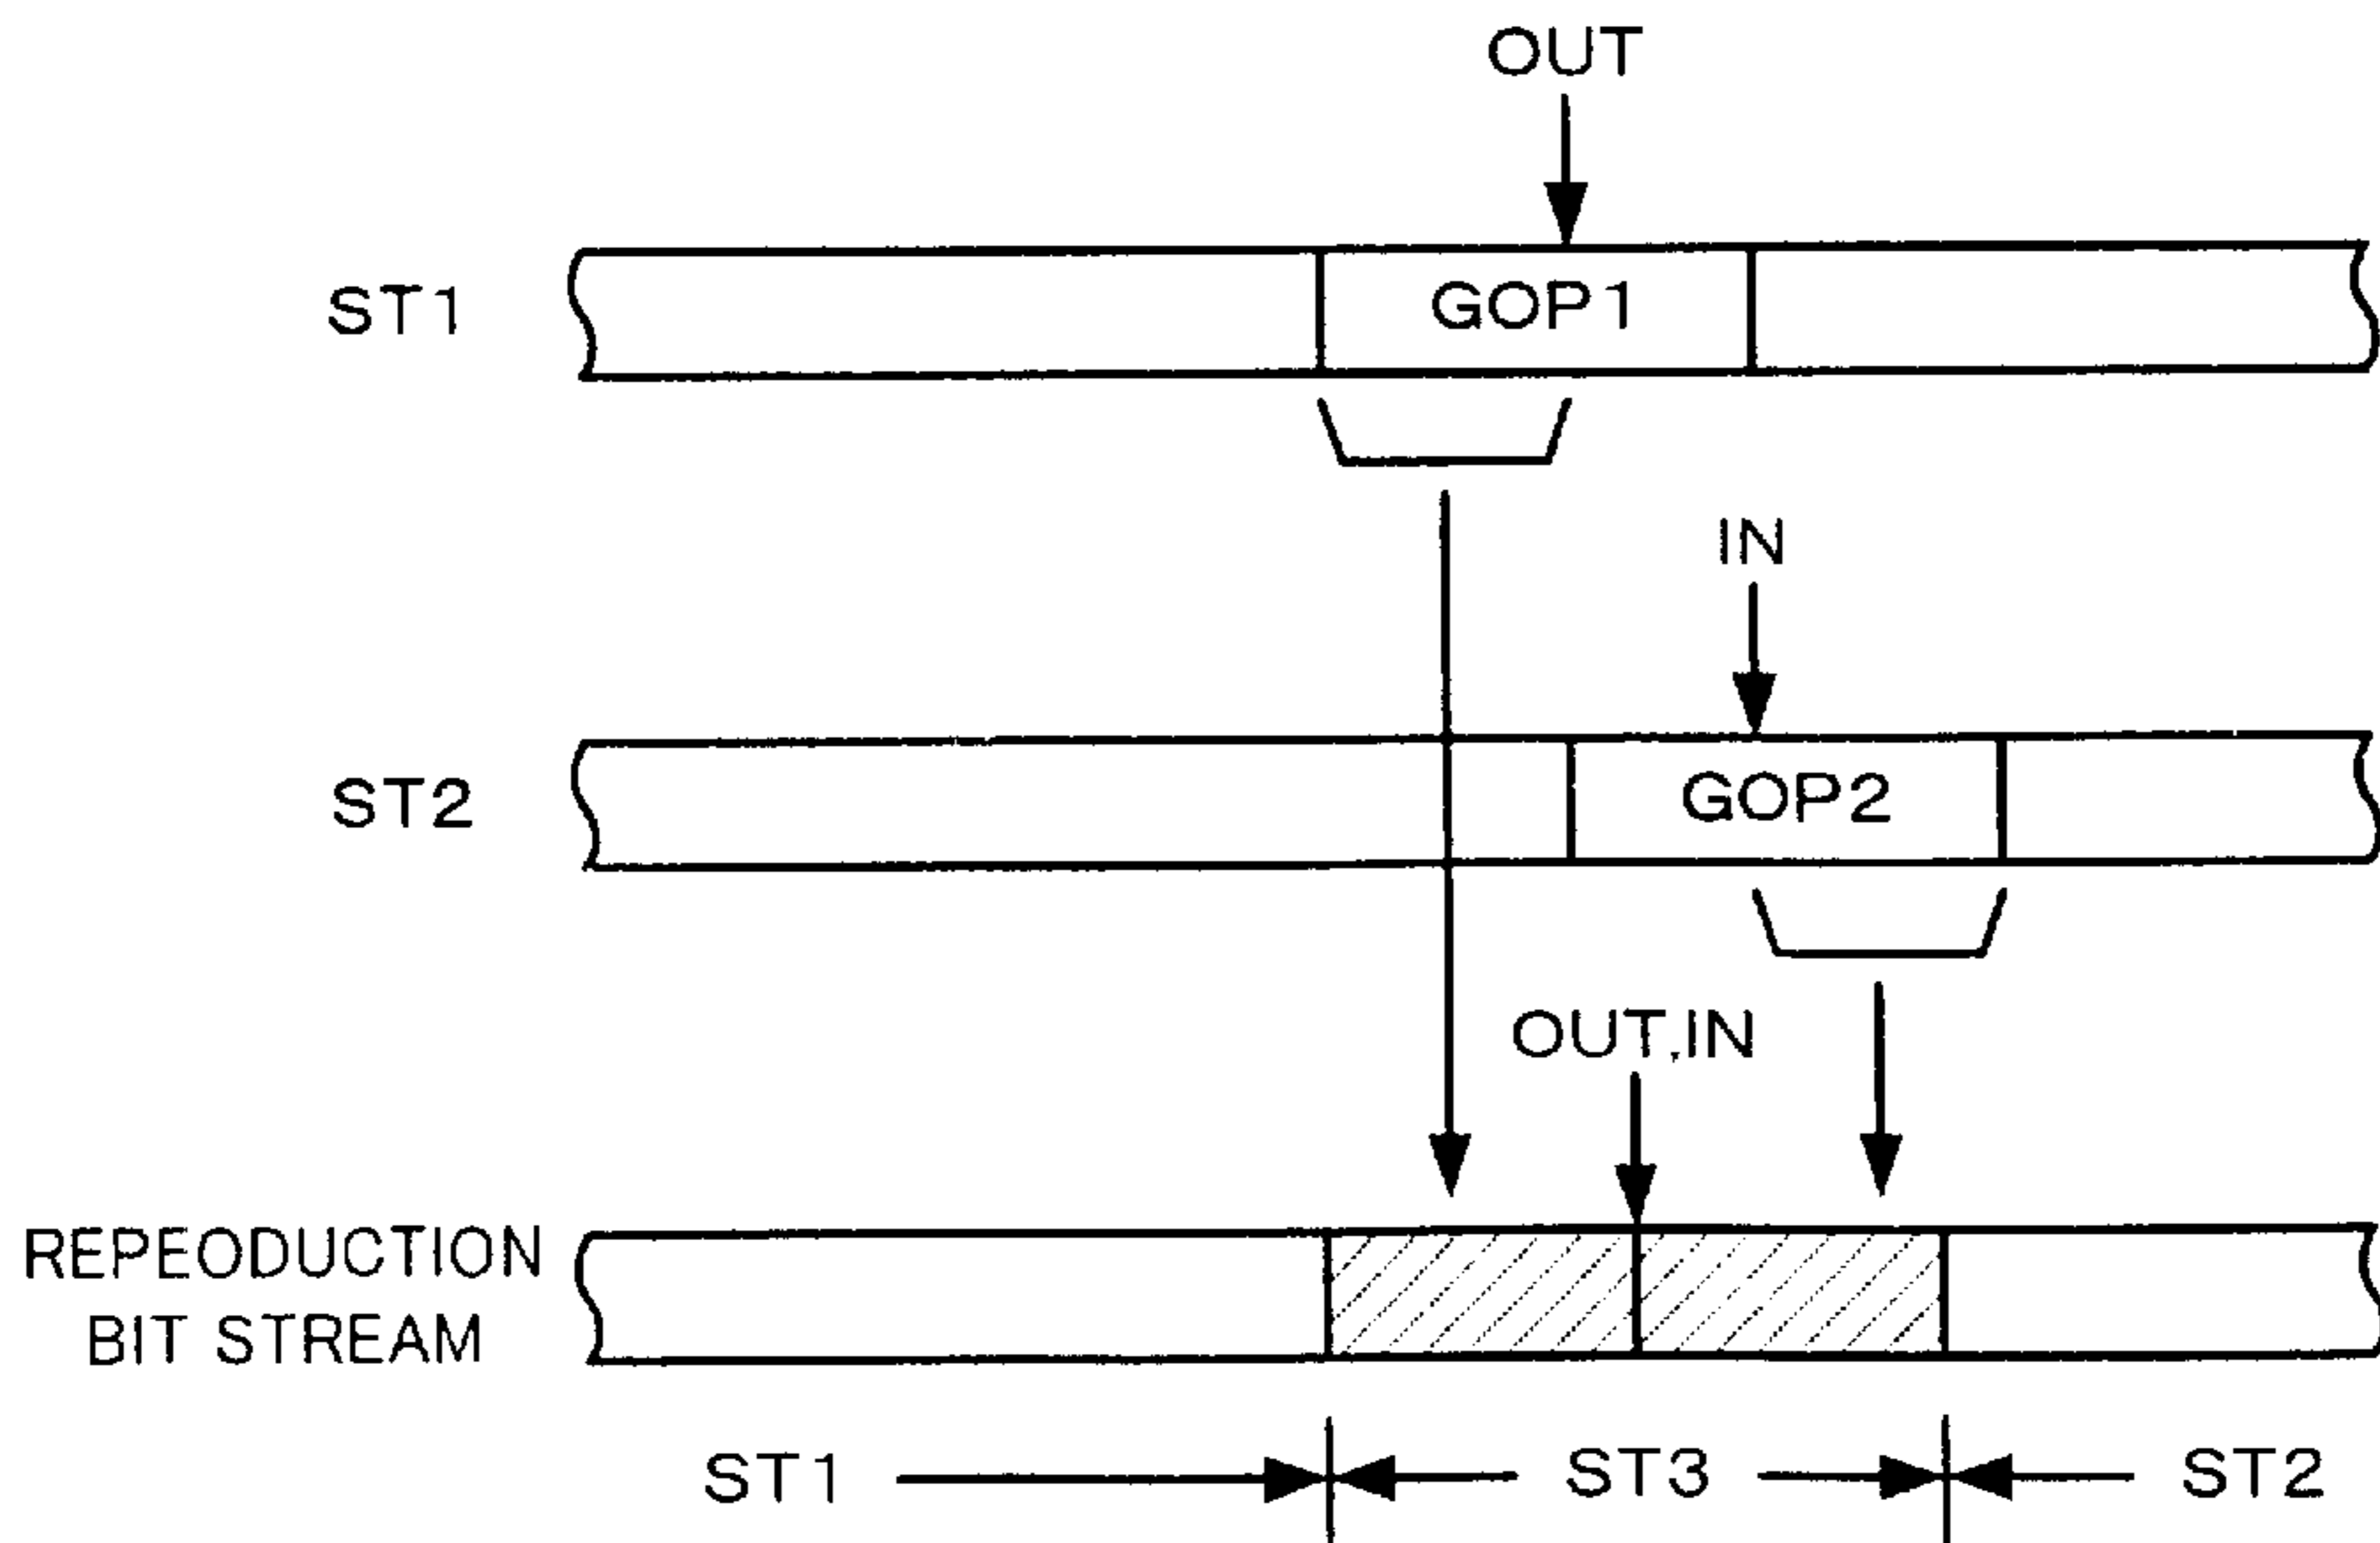 OUT
ST1
GOP1
IN
ST2
GOP2
OUT,IN
REPEODUCTION
BIT STREAM
ST1
ST3
ST2